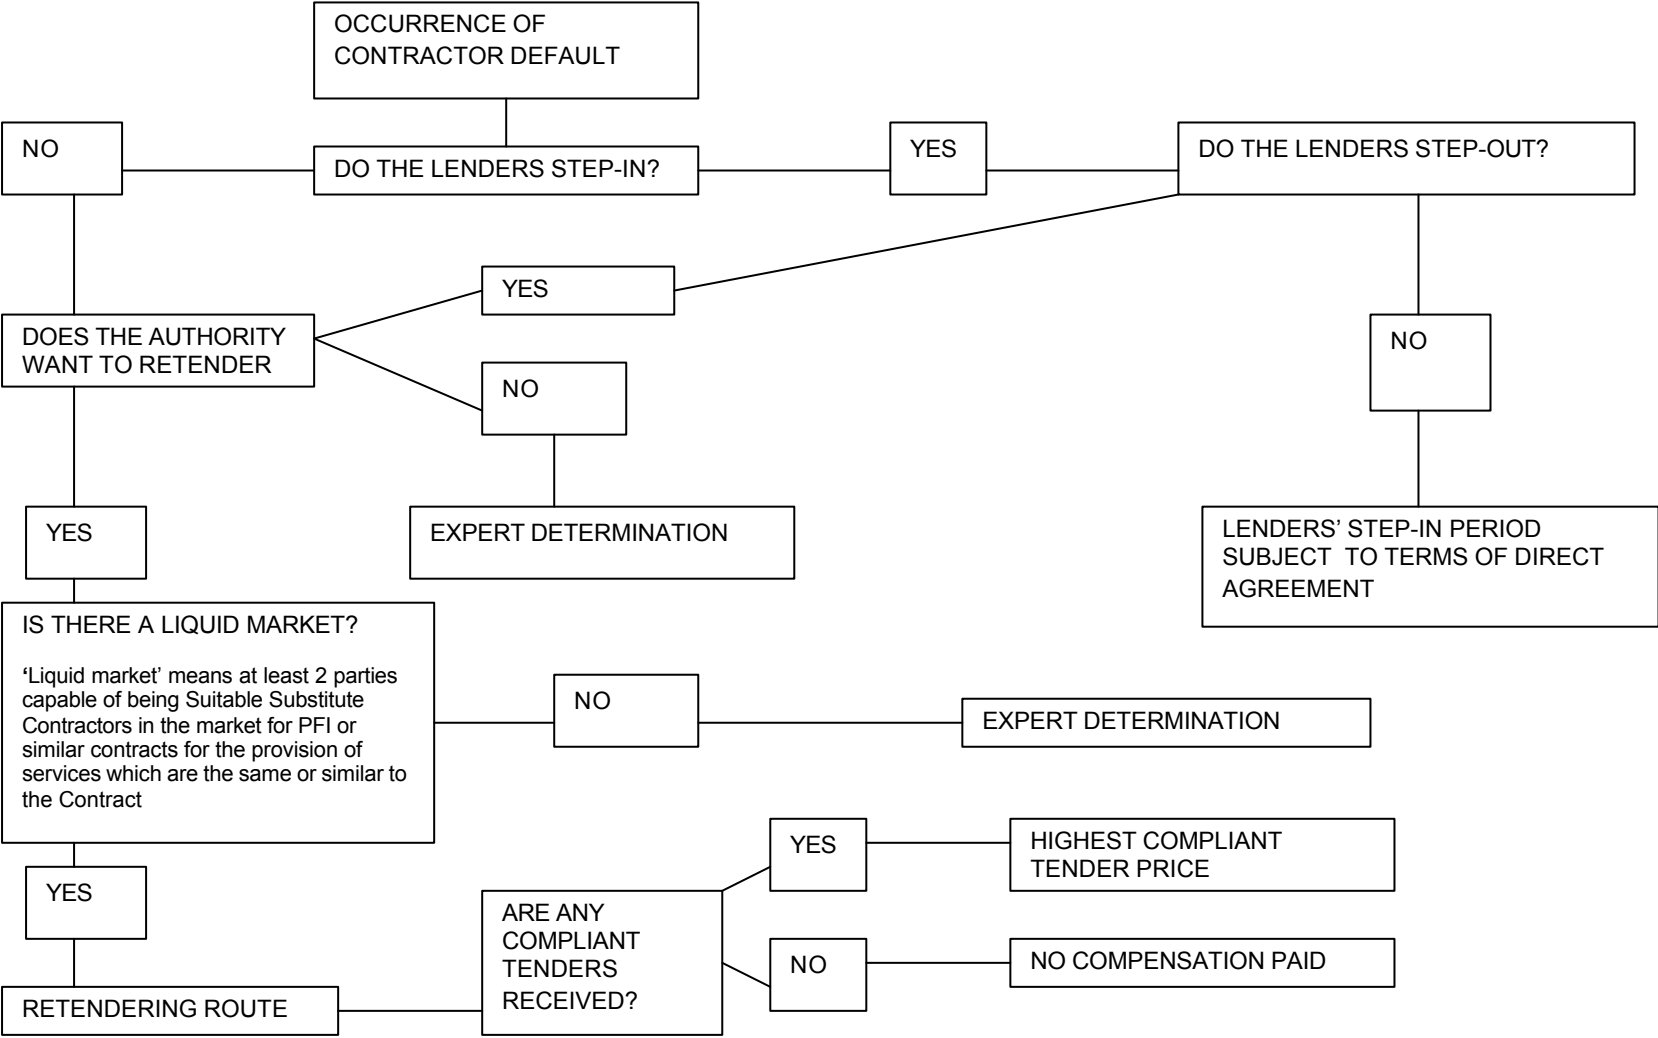 OCCURRENCE OF
CONTRACTOR DEFAULT
NO
DO THE LENDERS STEP-IN?
YES
DO THE LENDERS STEP-OUT?
YES
DOES THE AUTHORITY
WANT TO RETENDER
NO
NO
YES
EXPERT DETERMINATION
LENDERS’ STEP-IN PERIOD
SUBJECT TO TERMS OF DIRECT
AGREEMENT
IS THERE A LIQUID MARKET?
‘Liquid market’ means at least 2 parties
capable of being Suitable Substitute
Contractors in the market for PFI or
similar contracts for the provision of
services which are the same or similar to
the Contract
NO
EXPERT DETERMINATION
YES
HIGHEST COMPLIANT
TENDER PRICE
YES
ARE ANY
COMPLIANT
TENDERS
RECEIVED?
NO
NO COMPENSATION PAID
RETENDERING ROUTE